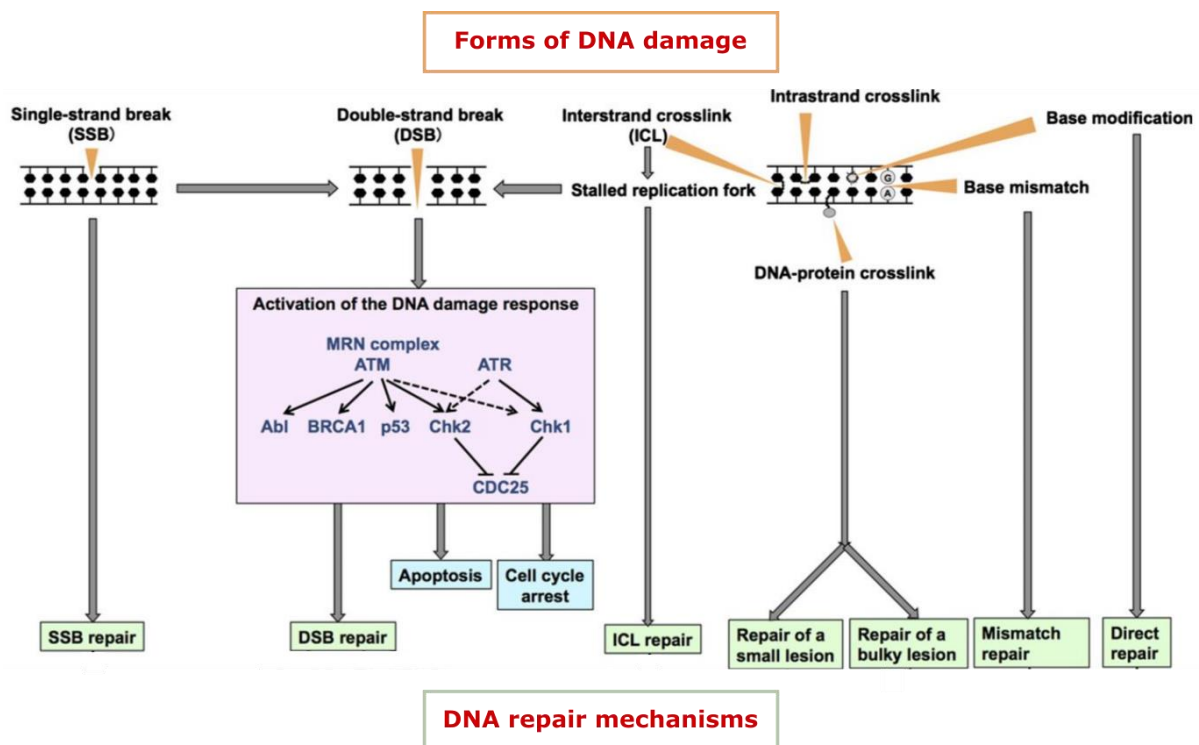 Forms of DNA damage
Single-strand break
(SSB)
Double-strand break
(DSB)
Interstrand crosslink
(ICL)
Intrastrand crosslink
Base modification
Stalled replication fork
G
A
Base mismatch
DNA-protein crosslink
Activation of the DNA damage response
MRN complex
ATM
ATR
Abl
BRCA1
p53
Chk2
Chk1
CDC25
Apoptosis
Cell cycle
arrest
SSB repair
DSB repair
ICL repair
Repair of a
small lesion
Repair of a
bulky lesion
Mismatch
repair
Direct
repair
DNA repair mechanisms